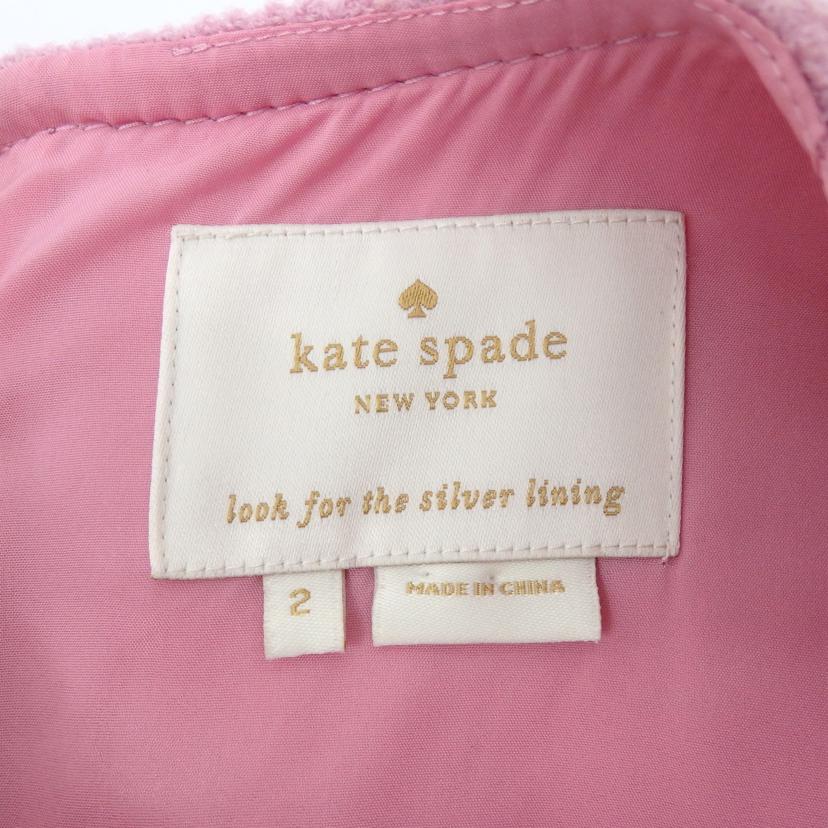 kate spade
NEW YORK
look for the silver lining
2
MADE IN CHINA